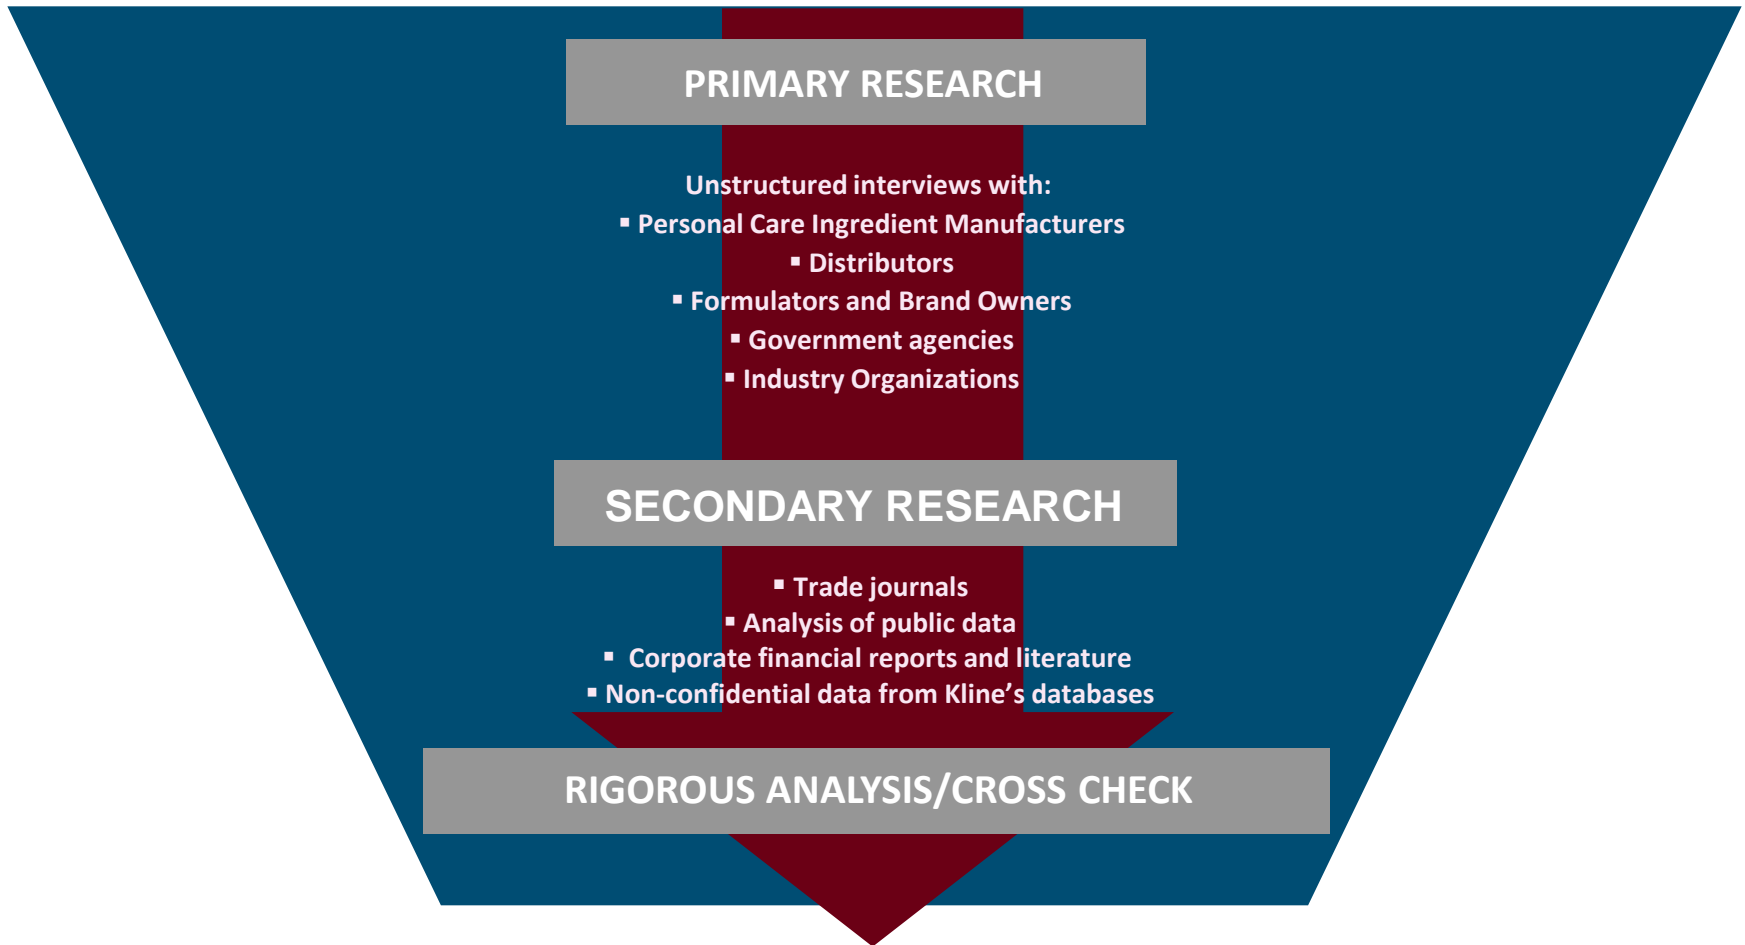 PRIMARY RESEARCH
Unstructured interviews with:
▪ Personal Care Ingredient Manufacturers
▪ Distributors
▪ Formulators and Brand Owners
▪ Government agencies
▪ Industry Organizations
SECONDARY RESEARCH
▪ Trade journals
▪ Analysis of public data
▪ Corporate financial reports and literature
▪ Non-confidential data from Kline’s databases
RIGOROUS ANALYSIS/CROSS CHECK